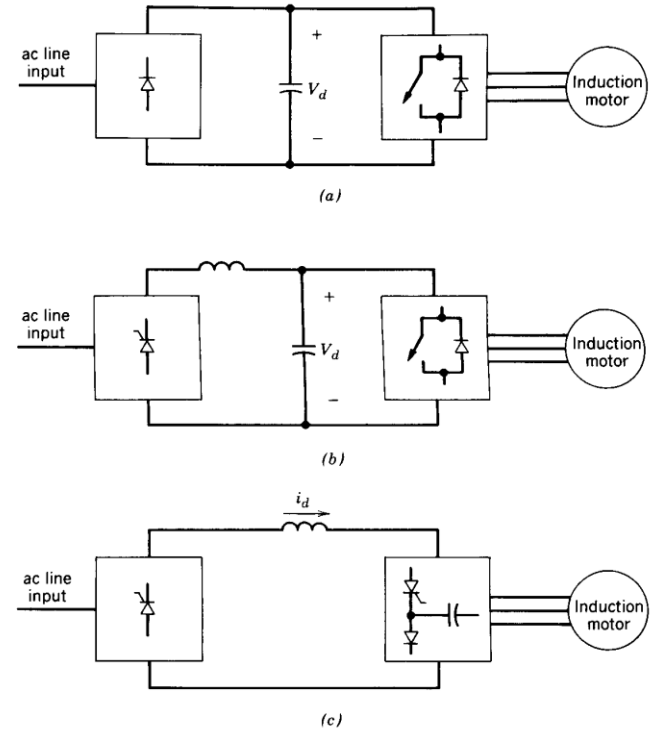 ac line
input
+
V_d
−
Induction
motor
(a)
ac line
input
+
V_d
−
Induction
motor
(b)
i_d
ac line
input
Induction
motor
(c)